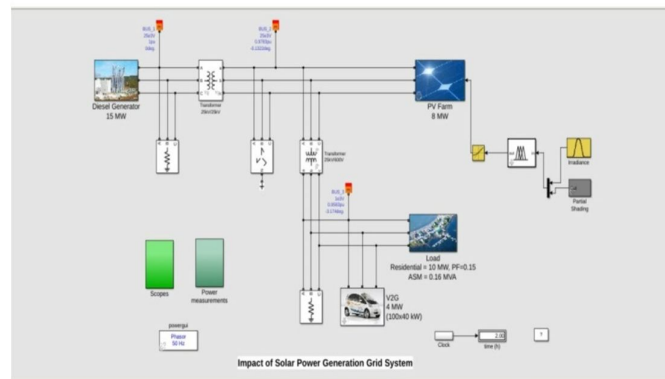 Diesel Generator
15 MW
Transformer
PV Farm
8 MW
Irradiance
Partial
Shading
Transformer
Load
Residential = 10 MW, PF=0.15
ASM = 0.16 MVA
V2G
4 MW
(100x40 kW)
Scopes
Power
measurements
powergui
Phasor
50 Hz
Clock
time (h)
?
Impact of Solar Power Generation Grid System